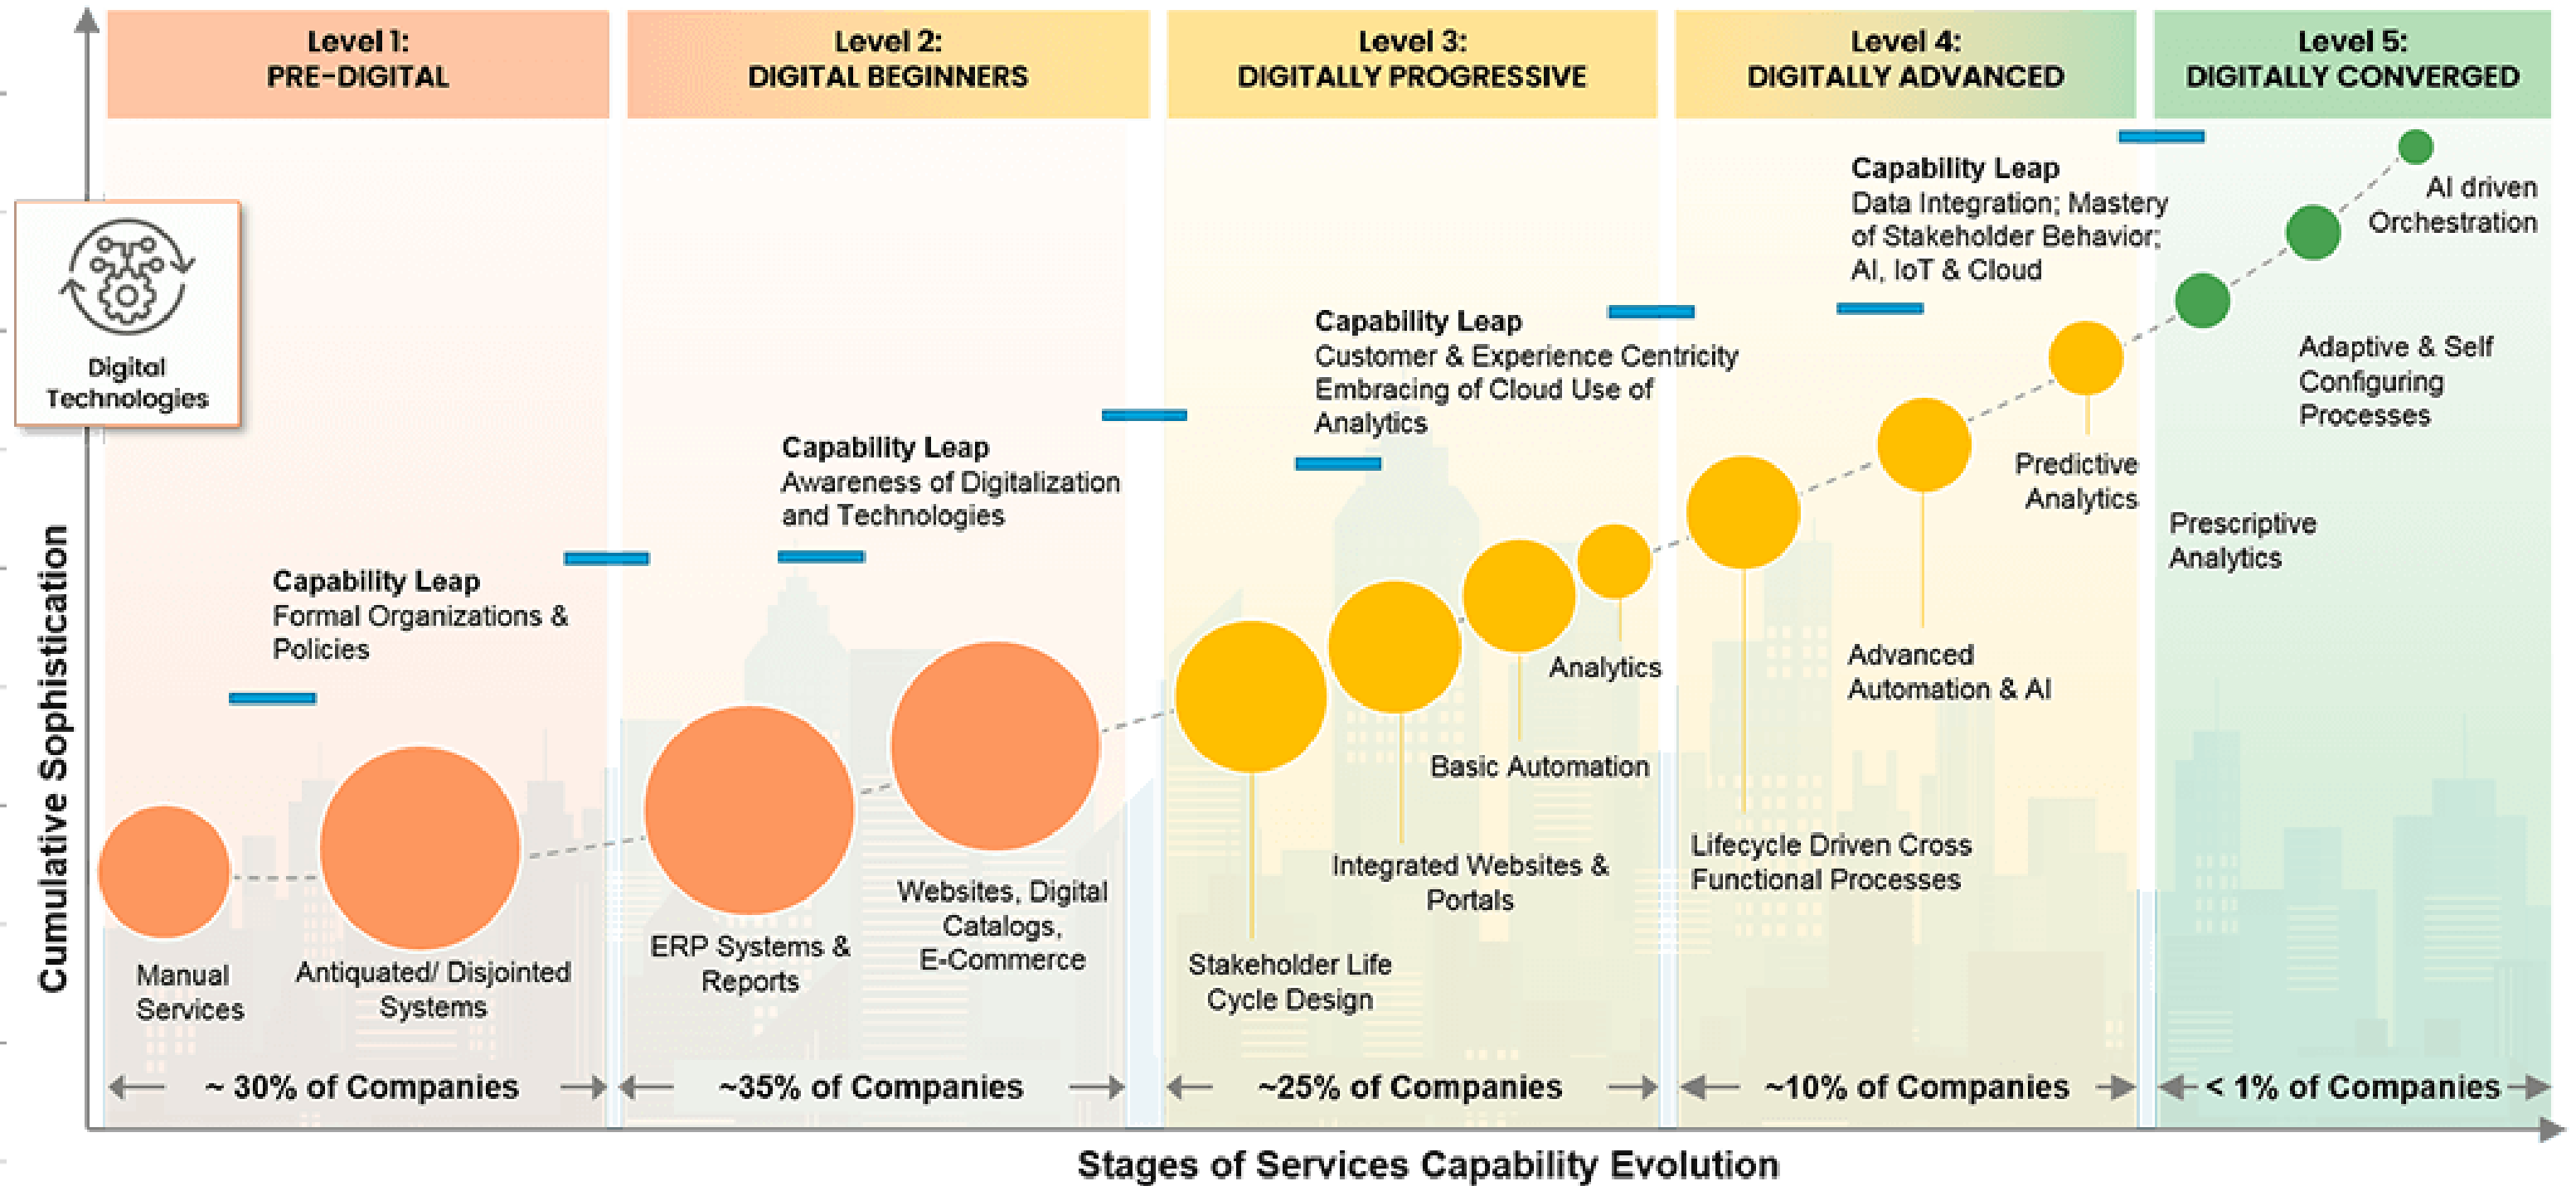 Level 1:
PRE-DIGITAL
Level 2:
DIGITAL BEGINNERS
Level 3:
DIGITALLY PROGRESSIVE
Level 4:
DIGITALLY ADVANCED
Level 5:
DIGITALLY CONVERGED
Digital
Technologies
Cumulative Sophistication
Capability Leap
Formal Organizations &
Policies
Manual
Services
Antiquated/ Disjointed
Systems
~ 30% of Companies
Capability Leap
Awareness of Digitalization
and Technologies
ERP Systems &
Reports
Websites, Digital
Catalogs,
E-Commerce
~35% of Companies
Capability Leap
Customer & Experience Centricity
Embracing of Cloud Use of
Analytics
Analytics
Basic Automation
Integrated Websites &
Portals
Stakeholder Life
Cycle Design
~25% of Companies
Capability Leap
Data Integration; Mastery
of Stakeholder Behavior;
AI, IoT & Cloud
Predictive
Analytics
Advanced
Automation & AI
Lifecycle Driven Cross
Functional Processes
~10% of Companies
AI driven
Orchestration
Adaptive & Self
Configuring
Processes
Prescriptive
Analytics
< 1% of Companies
Stages of Services Capability Evolution